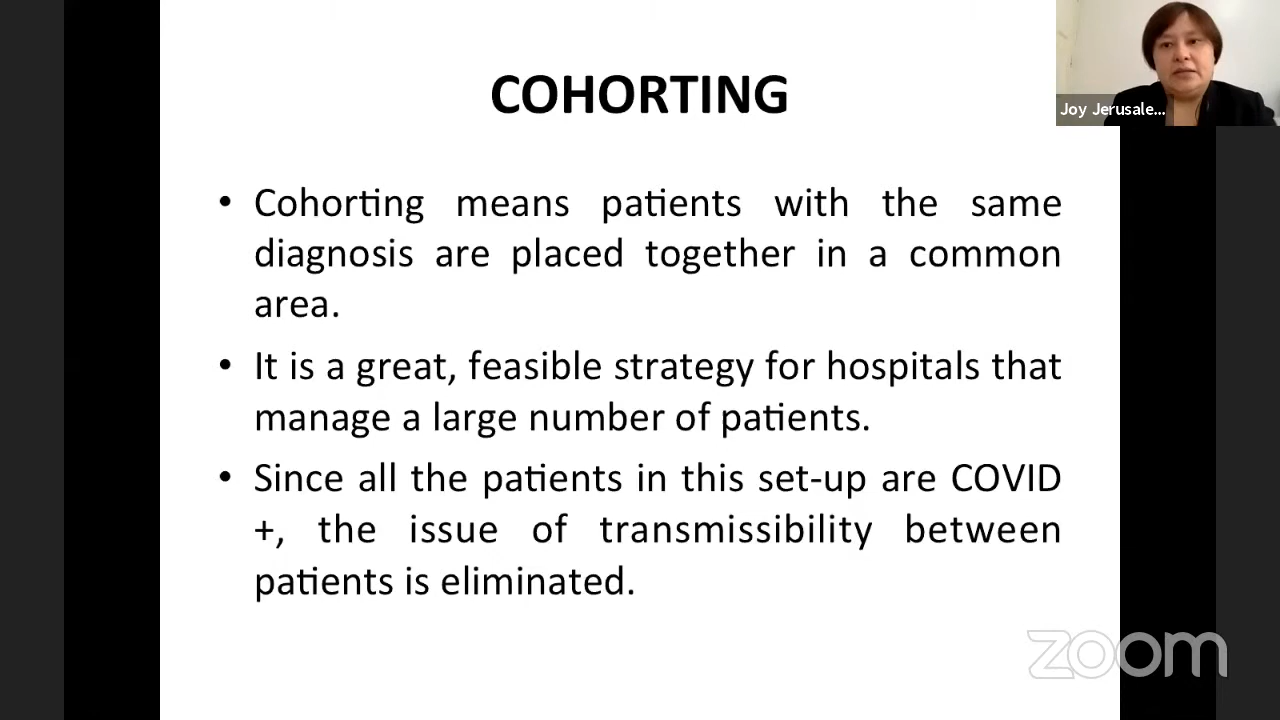 COHORTING
Joy Jerusale...
• Cohorting means patients with the same
diagnosis are placed together in a common
area.
• It is a great, feasible strategy for hospitals that
manage a large number of patients.
• Since all the patients in this set-up are COVID
+, the issue of transmissibility between
patients is eliminated.
zoom